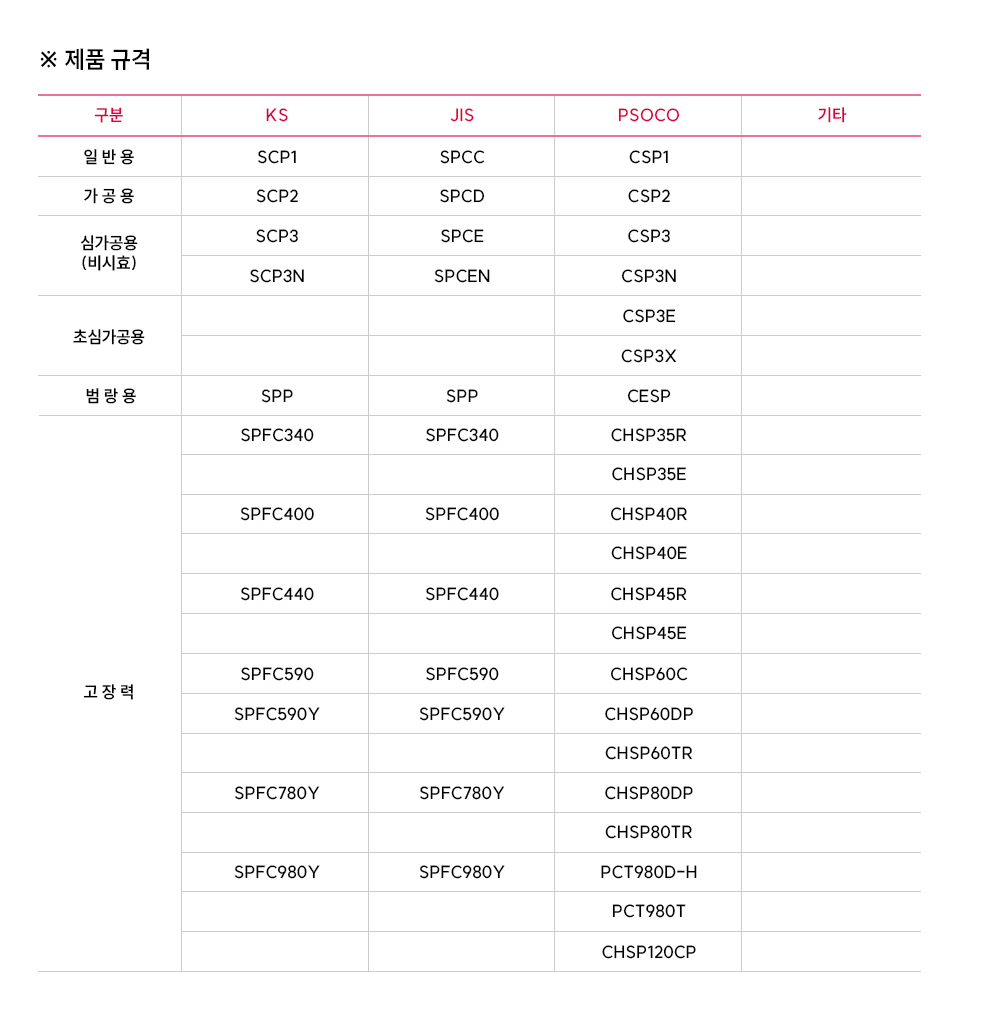 ※ 제품 규격
구분 KS JIS PSOCO 기타
일 반 용 SCP1 SPCC CSP1
가 공 용 SCP2 SPCD CSP2
심가공용
(비시효)
SCP3 SPCE CSP3
SCP3N SPCEN CSP3N
초심가공용
CSP3E
CSP3X
범 랑 용 SPP SPP CESP
고 장 력
SPFC340 SPFC340 CHSP35R
CHSP35E
SPFC400 SPFC400 CHSP40R
CHSP40E
SPFC440 SPFC440 CHSP45R
CHSP45E
SPFC590 SPFC590 CHSP60C
SPFC590Y SPFC590Y CHSP60DP
CHSP60TR
SPFC780Y SPFC780Y CHSP80DP
CHSP80TR
SPFC980Y SPFC980Y PCT980D-H
PCT980T
CHSP120CP